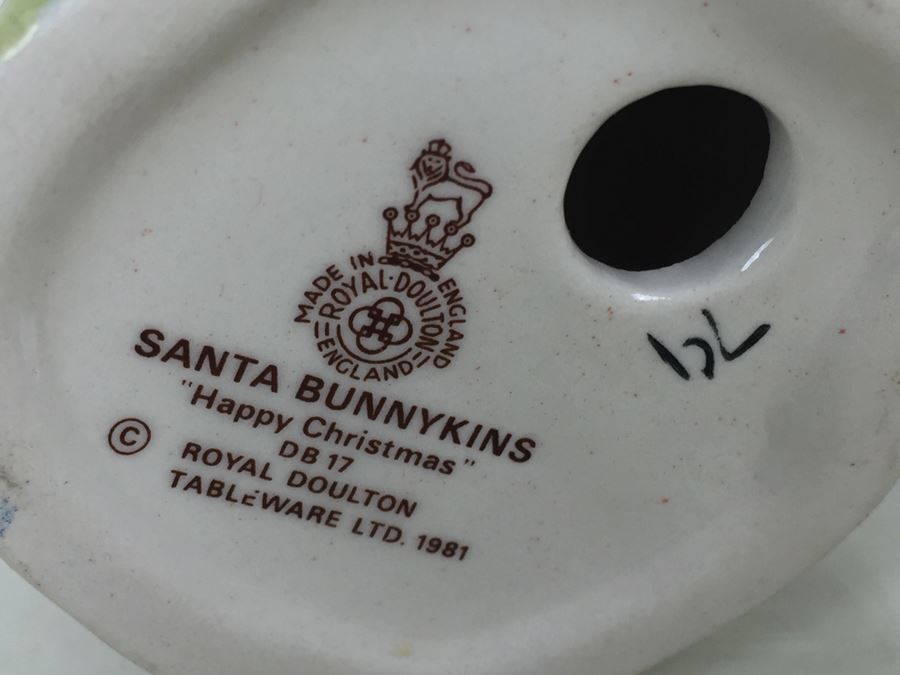 MADE IN ENGLAND
ROYAL·DOULTON
ENGLAND
SANTA BUNNYKINS
"Happy Christmas"
DB 17
© ROYAL DOULTON
TABLEWARE LTD. 1981